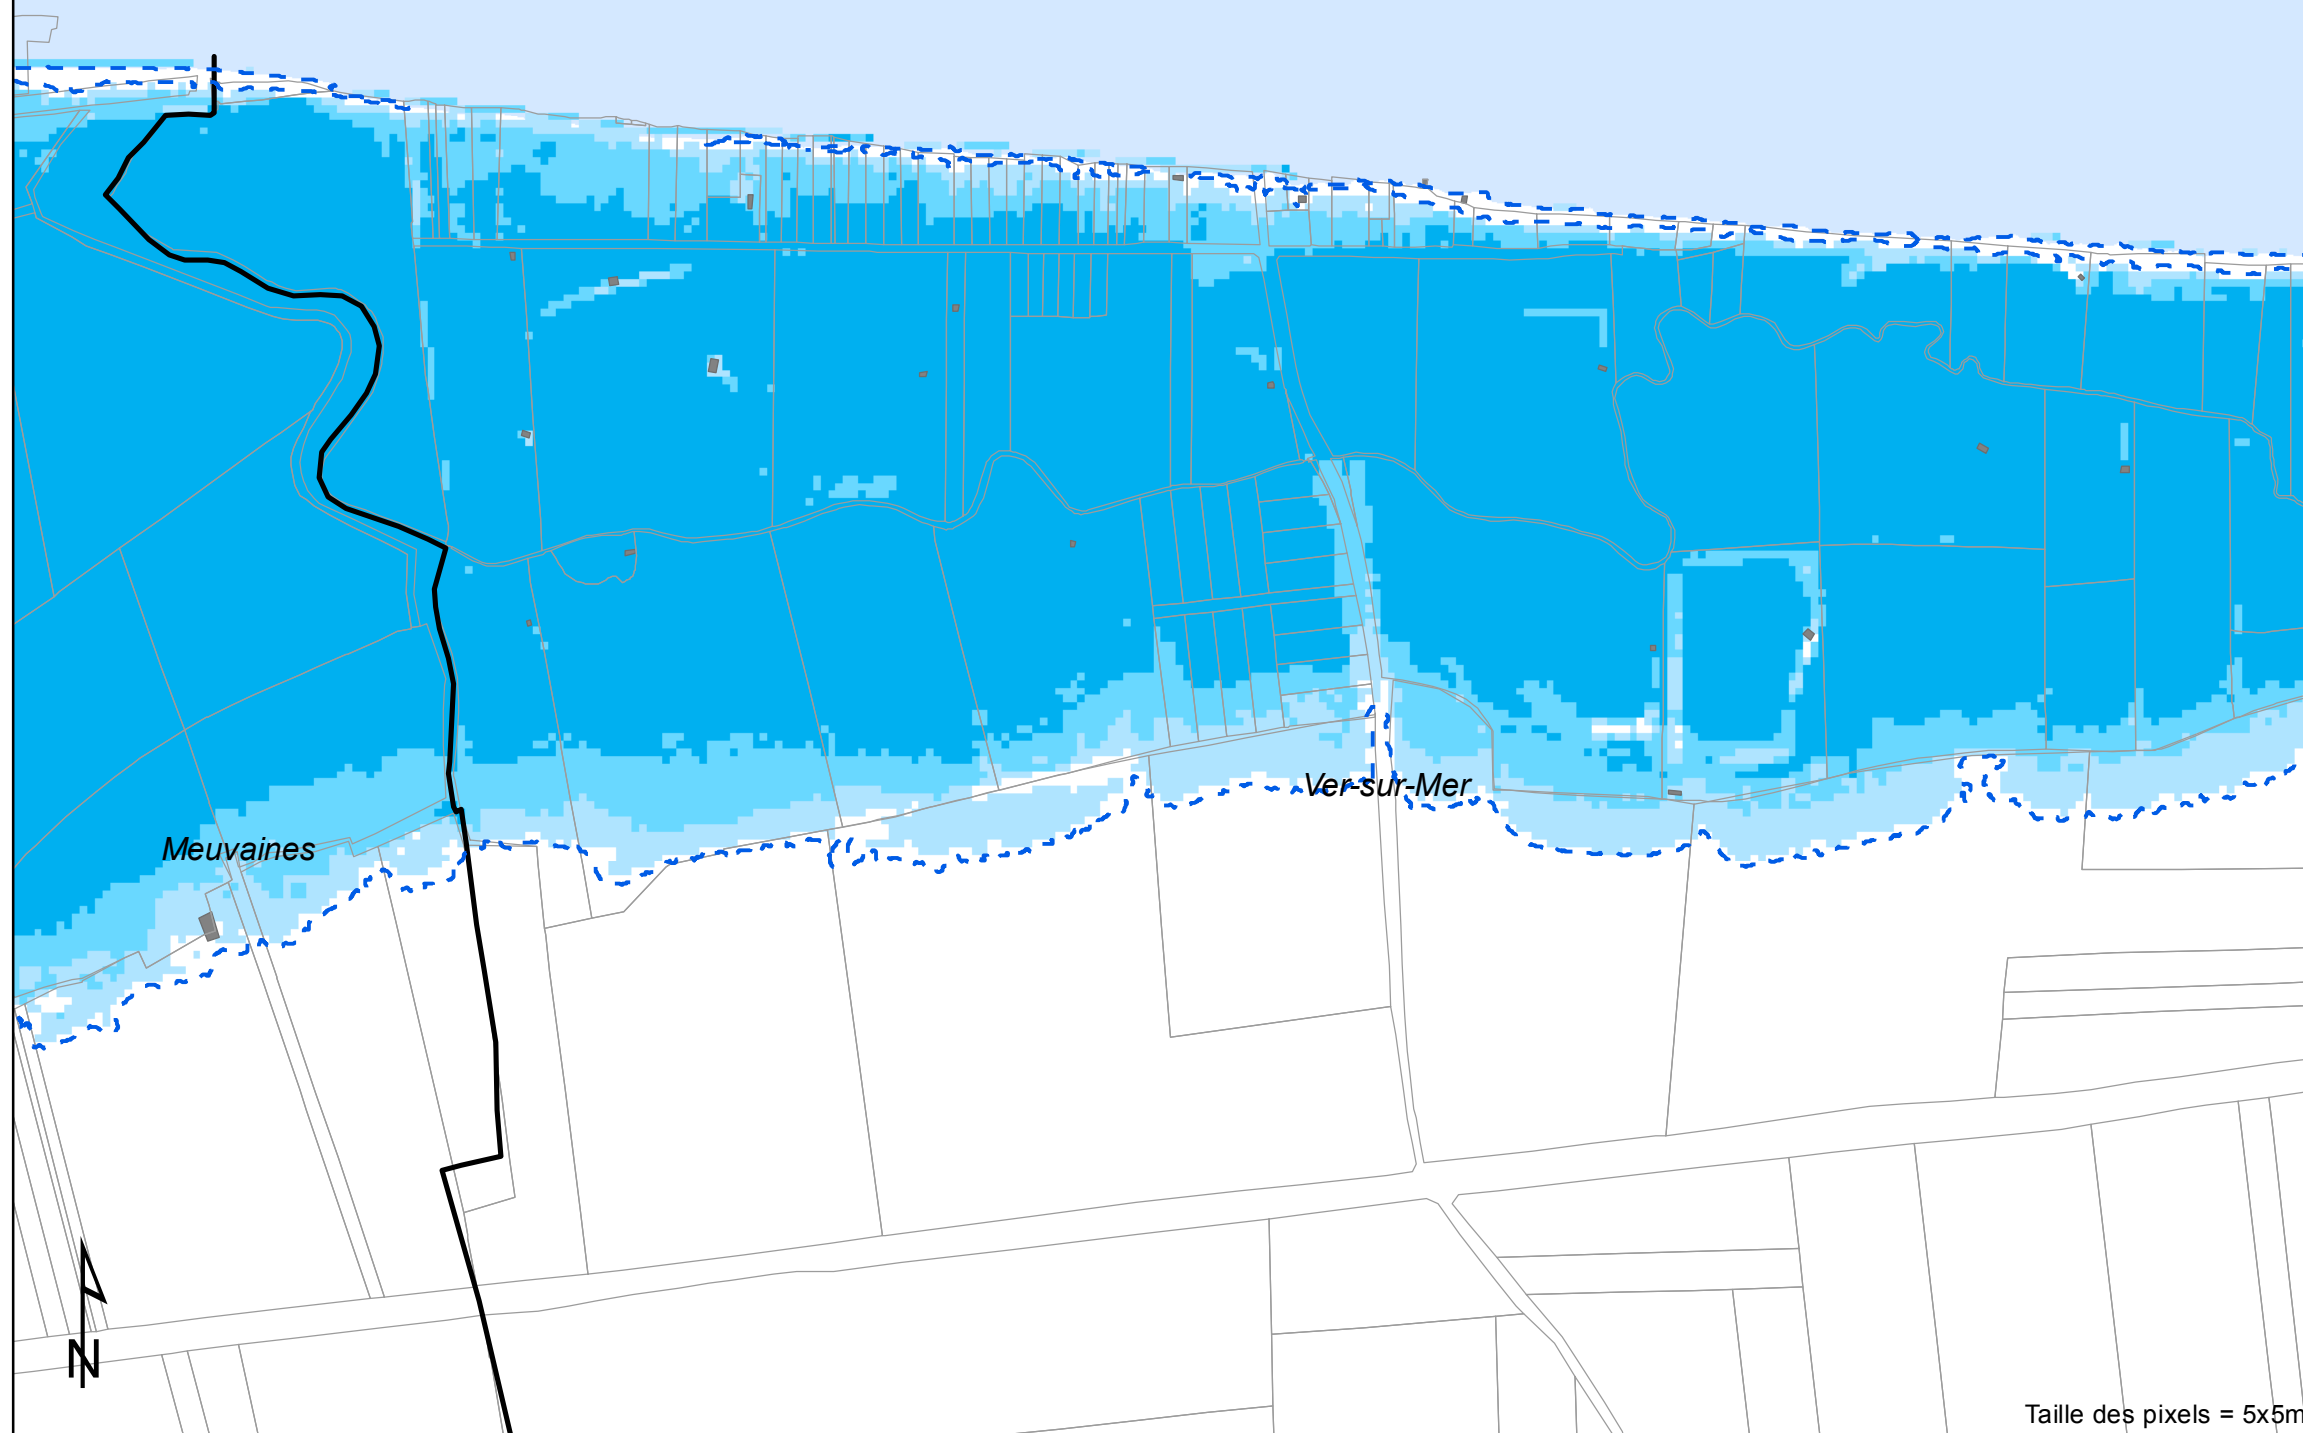 Ver-sur-Mer
Meuvaines
N
Taille des pixels = 5x5m